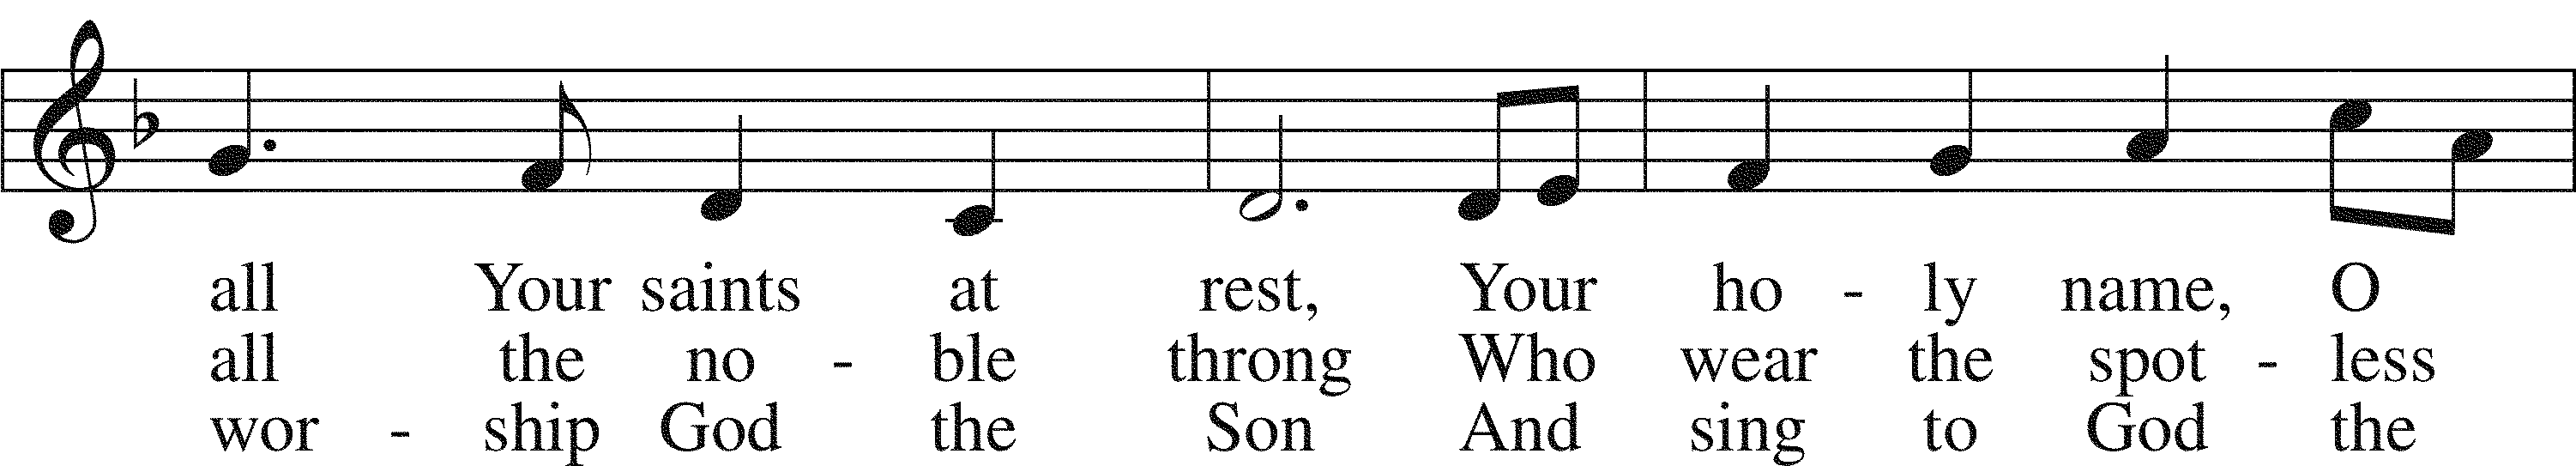 all Your saints at rest, Your ho - ly name, O
all the no - ble throng Who wear the spot - less
wor - ship God the Son And sing to God the